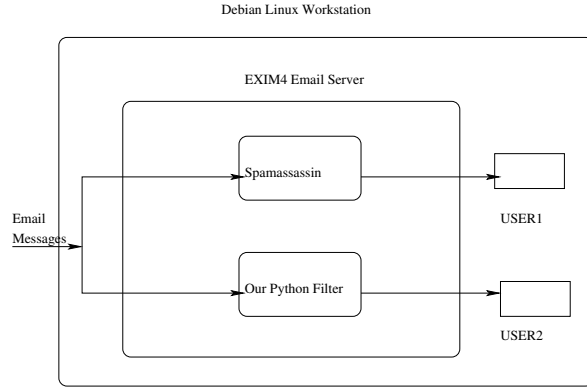 Debian Linux Workstation
EXIM4 Email Server
Spamassassin
Email
Messages
USER1
Our Python Filter
USER2